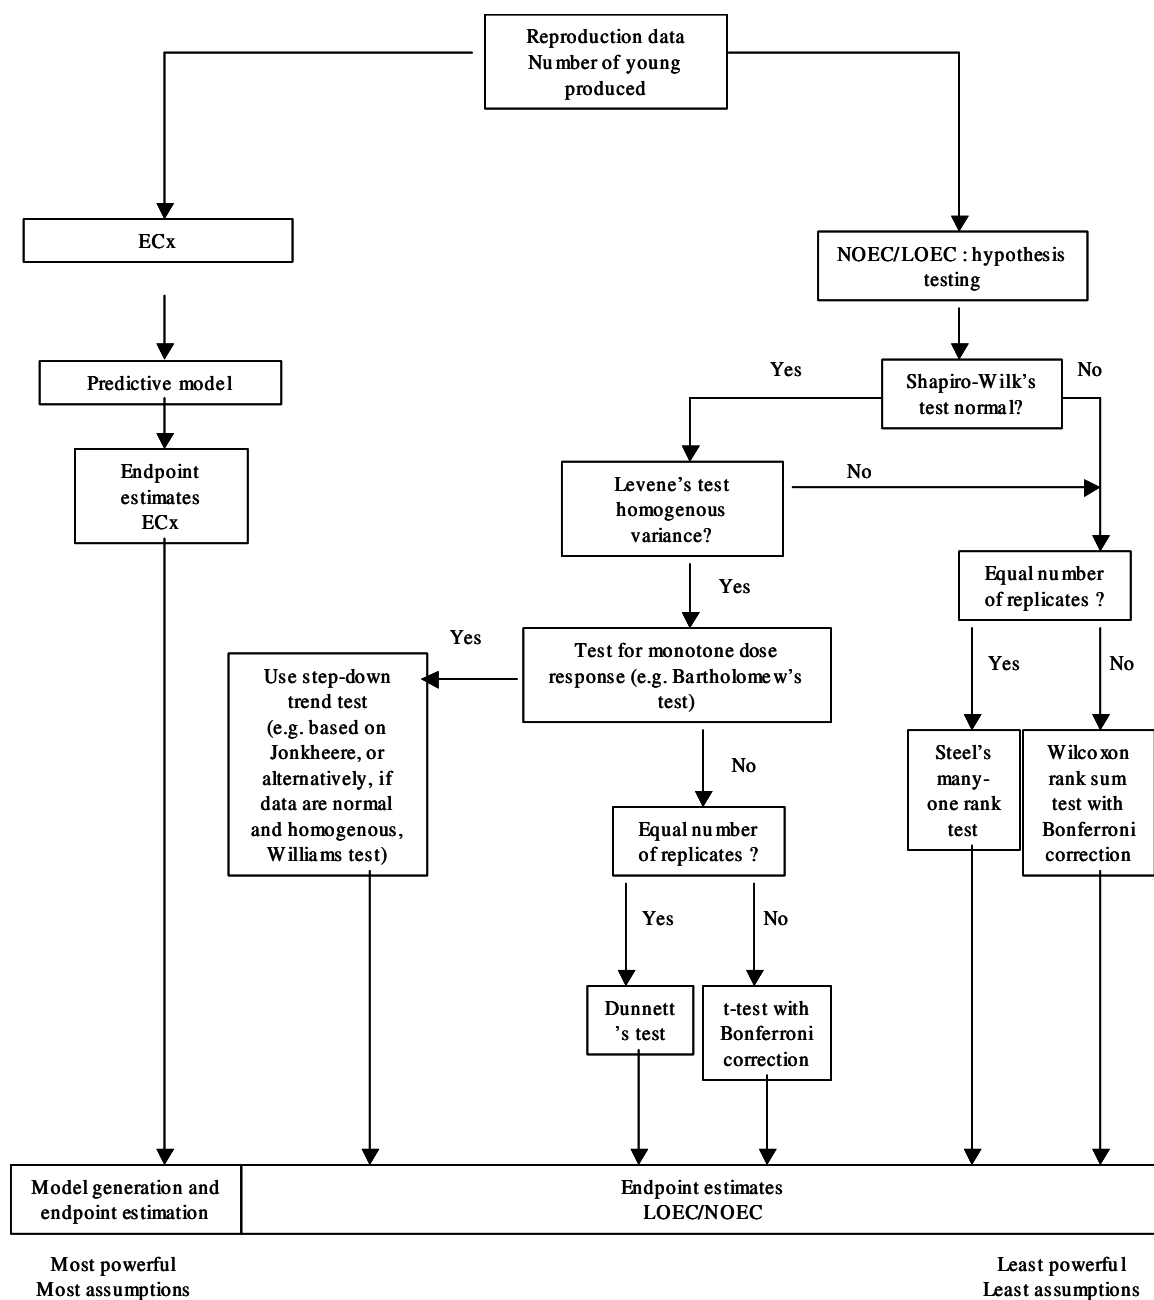 Reproduction data
Number of young
produced
ECx
NOEC/LOEC : hypothesis
testing
Predictive model
Yes
Shapiro-Wilk's
test normal?
No
Endpoint
estimates
ECx
Levene's test
homogenous
variance?
No
Equal number
of replicates ?
Yes
Yes
Test for monotone dose
response (e.g. Bartholomew's
test)
Yes
No
Use step-down
trend test
(e.g. based on
Jonkheere, or
alternatively, if
data are normal
and homogenous,
Williams test)
No
Steel's
many-
one rank
test
Wilcoxon
rank sum
test with
Bonferroni
correction
Equal number
of replicates ?
Yes
No
Dunnett
's test
t-test with
Bonferroni
correction
Model generation and
endpoint estimation
Endpoint estimates
LOEC/NOEC
Most powerful
Most assumptions
Least powerful
Least assumptions